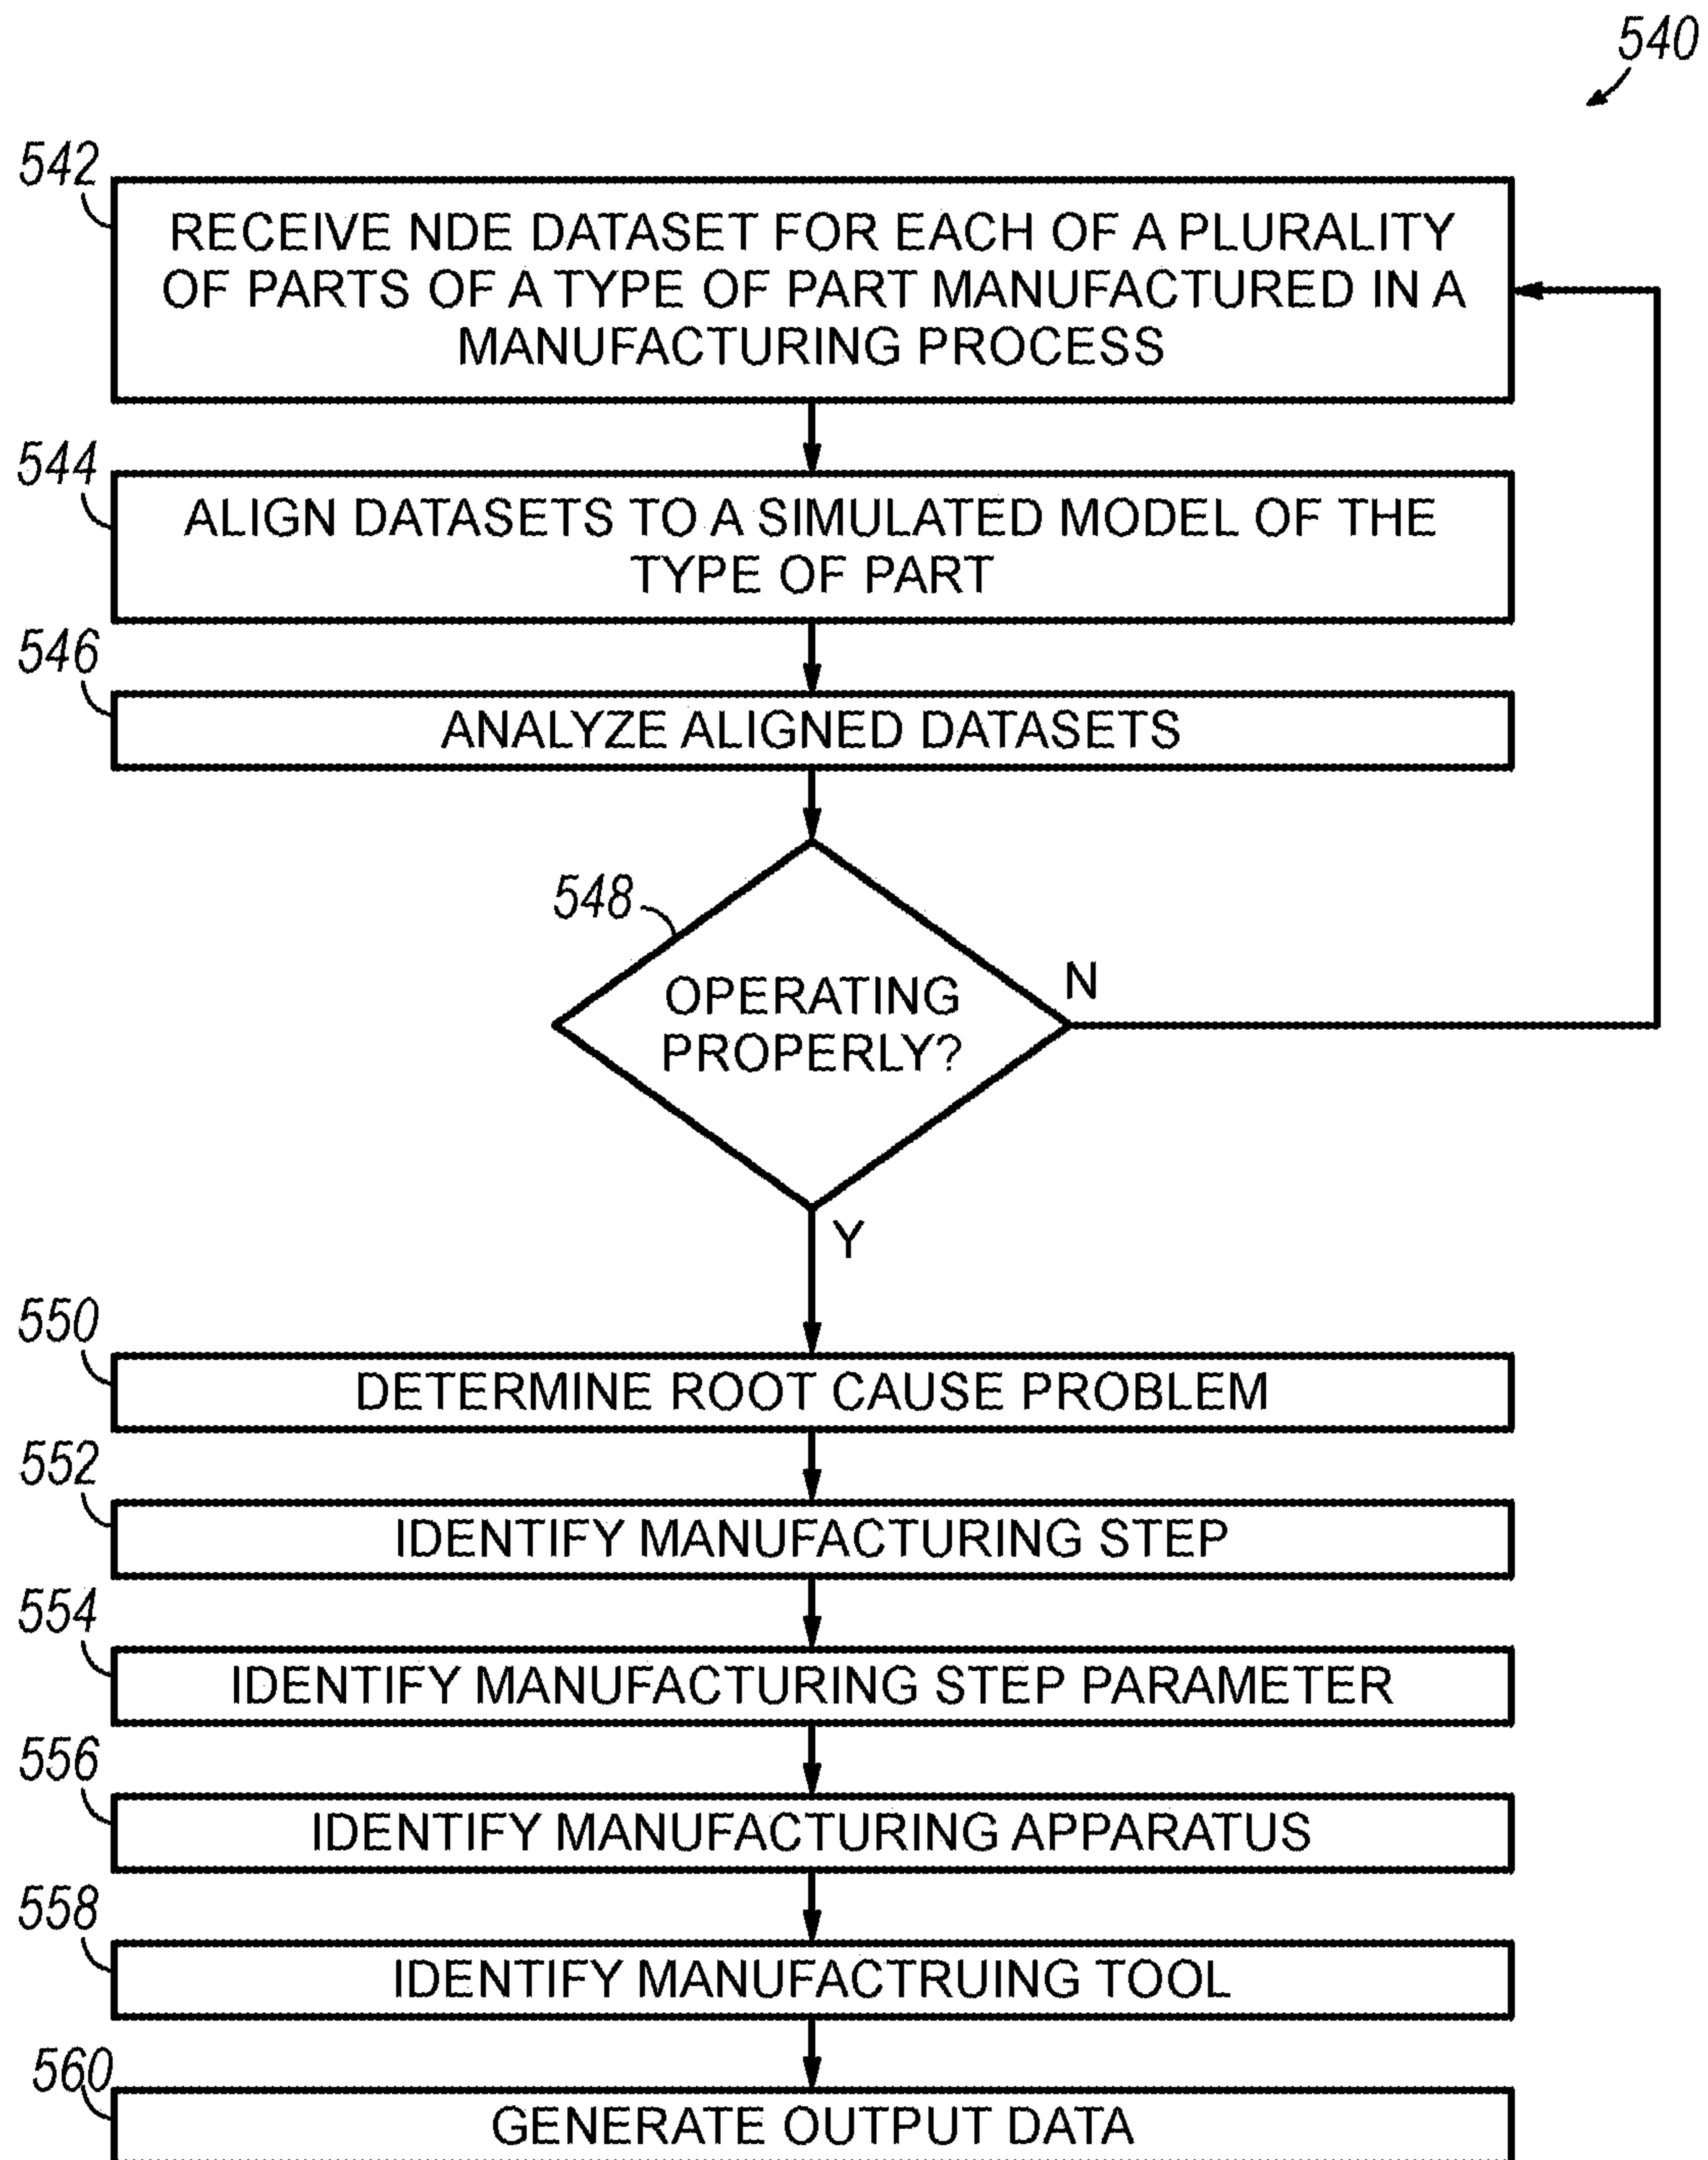 540
542
RECEIVE NDE DATASET FOR EACH OF A PLURALITY
OF PARTS OF A TYPE OF PART MANUFACTURED IN A
MANUFACTURING PROCESS
544
ALIGN DATASETS TO A SIMULATED MODEL OF THE
TYPE OF PART
546
ANALYZE ALIGNED DATASETS
548
OPERATING
PROPERLY?
N
Y
550
DETERMINE ROOT CAUSE PROBLEM
552
IDENTIFY MANUFACTURING STEP
554
IDENTIFY MANUFACTURING STEP PARAMETER
556
IDENTIFY MANUFACTURING APPARATUS
558
IDENTIFY MANUFACTRUING TOOL
560
GENERATE OUTPUT DATA